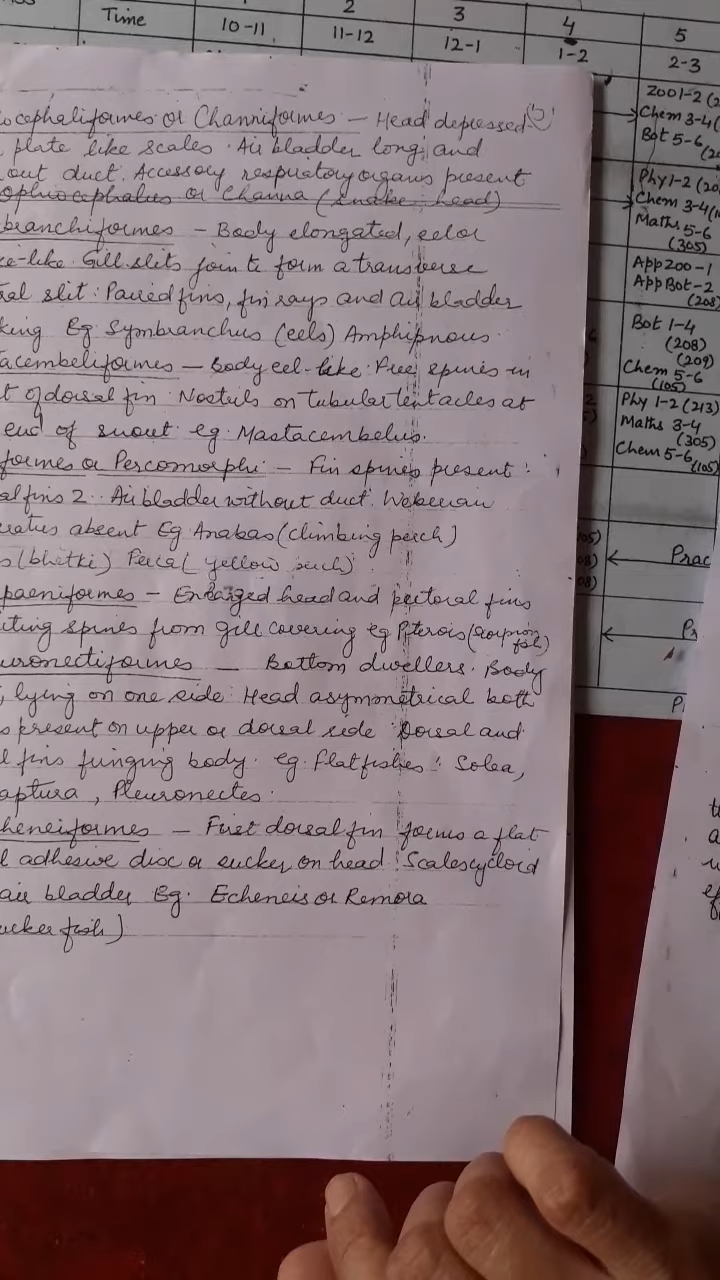 Time 1 2 3 4 5
10-11 11-12 12-1 1-2 2-3
ocephaliformes or Channiformes - Head depressed
plate like scales. Air bladder long and
out duct. Accessory respiratory organs present
ophiocephalus or Channa (snake head)
branchiformes - Body elongated, eel or
ke-like. Gill slits join to form a transverse
ral slit. Paired fins, fin rays and air bladder
king Eg Symbranchus (eels) Amphipnous
acembeliformes - Body eel-like. Free spines in
t of dorsal fin. Nostrils on tubular tentacles at
end of snout eg. Mastacembelus.
formes or Percomorphi - Fin spines present.
al fins 2. Air bladder without duct. Weberian
ratus absent Eg Anabas (climbing perch)
s (bhetki) Perca (yellow perch).
paeniformes - Enlarged head and pectoral fins
ting spines from gill covering eg Pterois (Scorpion fish)
uronectiformes - Bottom dwellers. Body
, lying on one side. Head asymmetrical both
s present on upper or dorsal side Dorsal and
l fins funging body. eg. flatfishes: Solea,
aptura, Pleuronectes.
heneiformes - First dorsal fin forms a flat
l adhesive disc or sucker on head. Scales cycloid
air bladder Eg. Echeneis or Remora
ucker fish)
Zool-2 (2
Chem 3-4 (
Bot 5-6 (20
Phy 1-2 (20
Chem 3-4 (10
Maths 5-6
(305)
App Zoo-1
App Bot-2
(208)
Bot 1-4
(208)
(209)
Chem 5-6
(105)
Phy 1-2 (213)
Maths 3-4
(305)
Chem 5-6 (105)
Prac
Pr
P